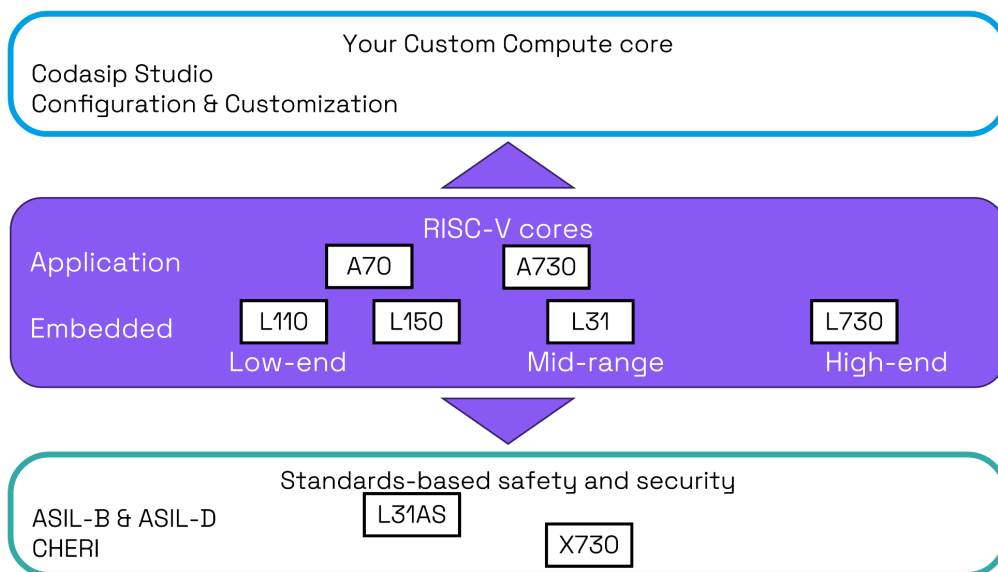 Your Custom Compute core
Codasip Studio
Configuration & Customization
RISC-V cores
Application
A70
A730
Embedded
L110
L150
L31
L730
Low-end
Mid-range
High-end
Standards-based safety and security
ASIL-B & ASIL-D
L31AS
CHERI
X730